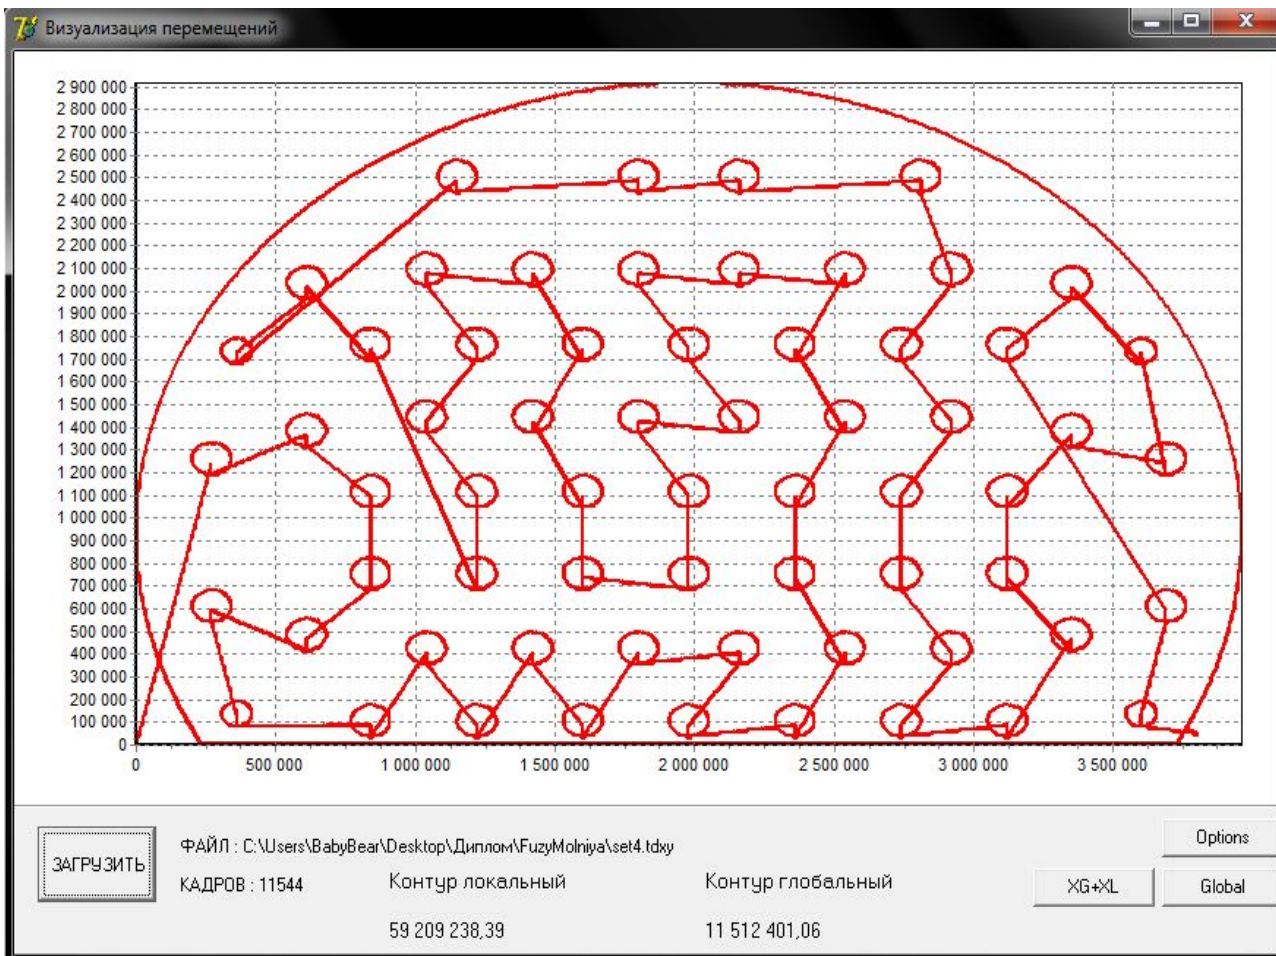 Визуализация перемещений
2 900 000
2 800 000
2 700 000
2 600 000
2 500 000
2 400 000
2 300 000
2 200 000
2 100 000
2 000 000
1 900 000
1 800 000
1 700 000
1 600 000
1 500 000
1 400 000
1 300 000
1 200 000
1 100 000
1 000 000
900 000
800 000
700 000
600 000
500 000
400 000
300 000
200 000
100 000
0
0 500 000 1 000 000 1 500 000 2 000 000 2 500 000 3 000 000 3 500 000
ЗАГРУЗИТЬ
ФАЙЛ : C:\Users\BabyBear\Desktop\Диплом\FuzyMolniya\set4.tdxy
КАДРОВ : 11544
Контур локальный
Контур глобальный
59 209 238,39
11 512 401,06
Options
XG+XL
Global